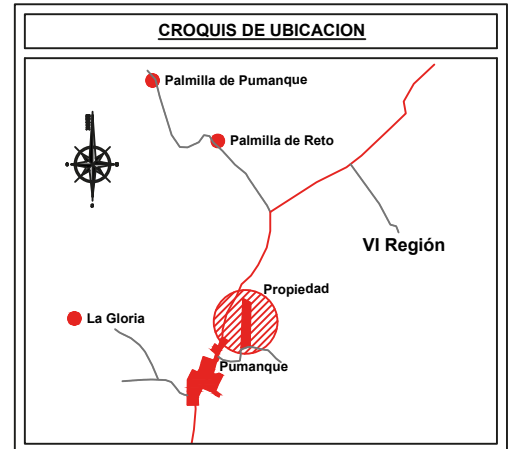 CROQUIS DE UBICACION
Palmilla de Pumanque
Palmilla de Reto
VI Región
Propiedad
La Gloria
Pumanque